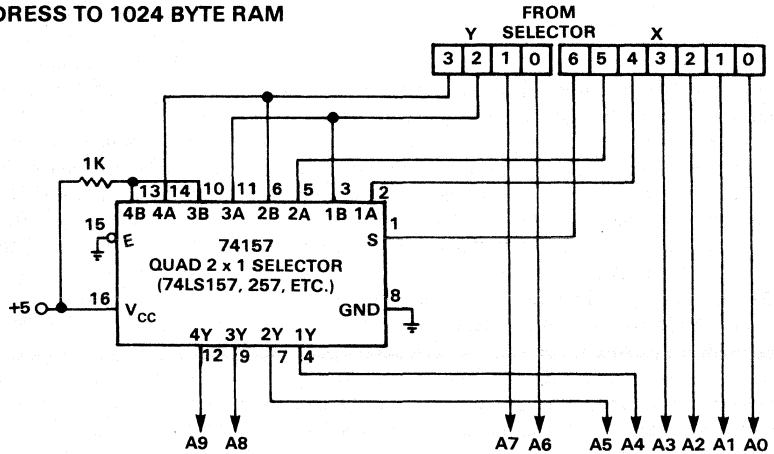 DRESS TO 1024 BYTE RAM
FROM
Y SELECTOR X
3 2 1 0 6 5 4 3 2 1 0
1K
13 14 10 11 6 5 3 2
4B 4A 3B 3A 2B 2A 1B 1A
15 E S 1
74157
QUAD 2 x 1 SELECTOR
(74LS157, 257, ETC.)
+5 16 VCC GND 8
4Y 3Y 2Y 1Y
12 9 7 4
A9 A8 A7 A6 A5 A4 A3 A2 A1 A0